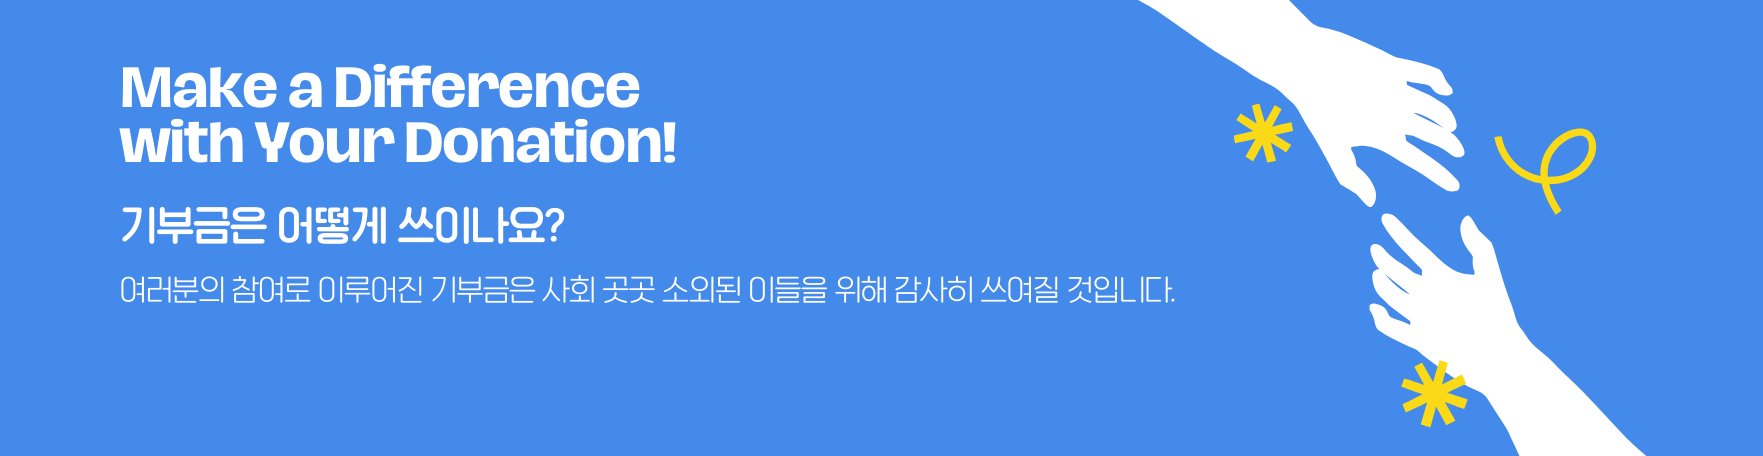 Make a Difference
with Your Donation!
기부금은 어떻게 쓰이나요?
여러분의 참여로 이루어진 기부금은 사회 곳곳 소외된 이들을 위해 감사히 쓰여질 것입니다.